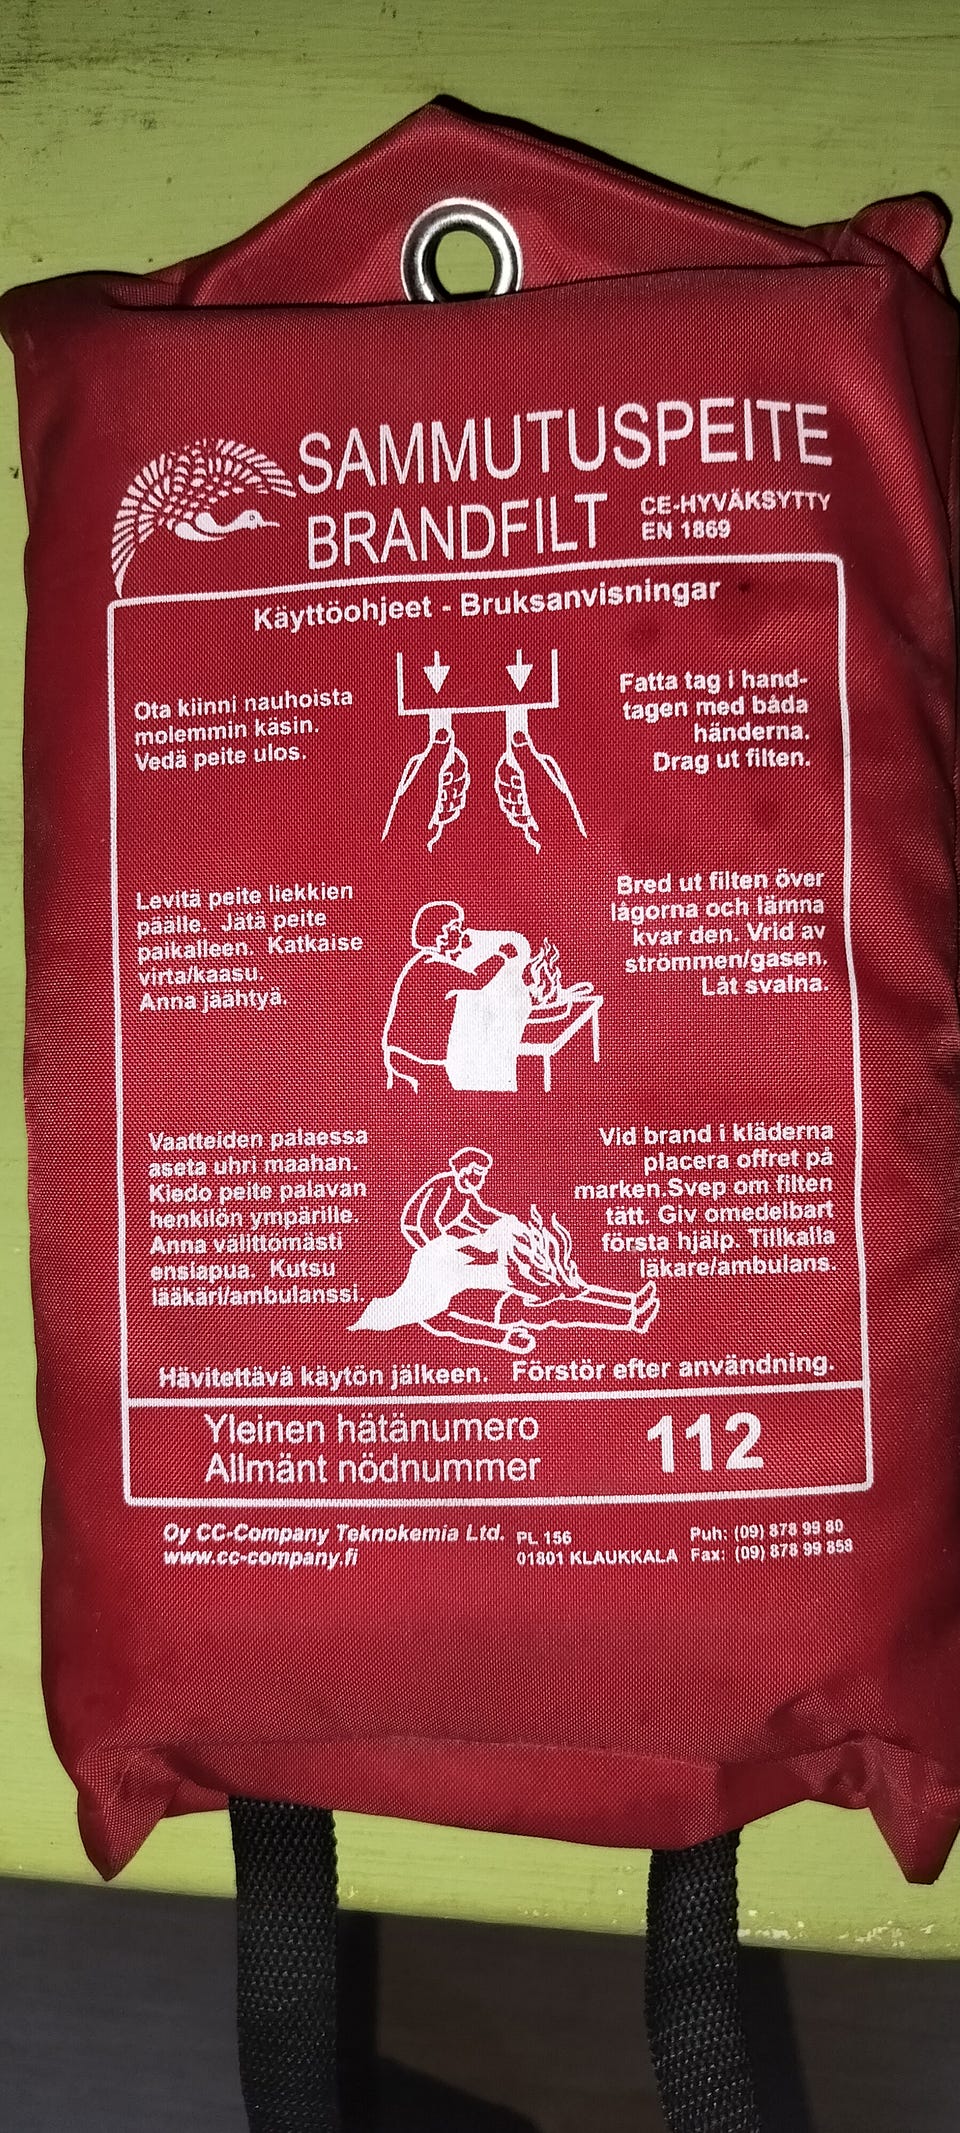 SAMMUTUSPEITE
BRANDFILT
CE-HYVÄKSYTTY
EN 1869
Käyttöohjeet - Bruksanvisningar
Ota kiinni nauhoista
molemmin käsin.
Vedä peite ulos.
Fatta tag i hand-
tagen med båda
händerna.
Drag ut filten.
Levitä peite liekkien
päälle. Jätä peite
paikalleen. Katkaise
virta/kaasu.
Anna jäähtyä.
Bred ut filten över
lågorna och lämna
kvar den. Vrid av
strömmen/gasen.
Låt svalna.
Vaatteiden palaessa
aseta uhri maahan.
Kiedo peite palavan
henkilön ympärille.
Anna välittömästi
ensiapua. Kutsu
lääkäri/ambulanssi.
Vid brand i kläderna
placera offret på
marken.Svep om filten
tätt. Giv omedelbart
första hjälp. Tillkalla
läkare/ambulans.
Hävitettävä käytön jälkeen. Förstör efter användning.
Yleinen hätänumero
Allmänt nödnummer
112
Oy CC-Company Teknokemia Ltd.
www.cc-company.fi
PL 156
01801 KLAUKKALA
Puh: (09) 878 99 80
Fax: (09) 878 99 858